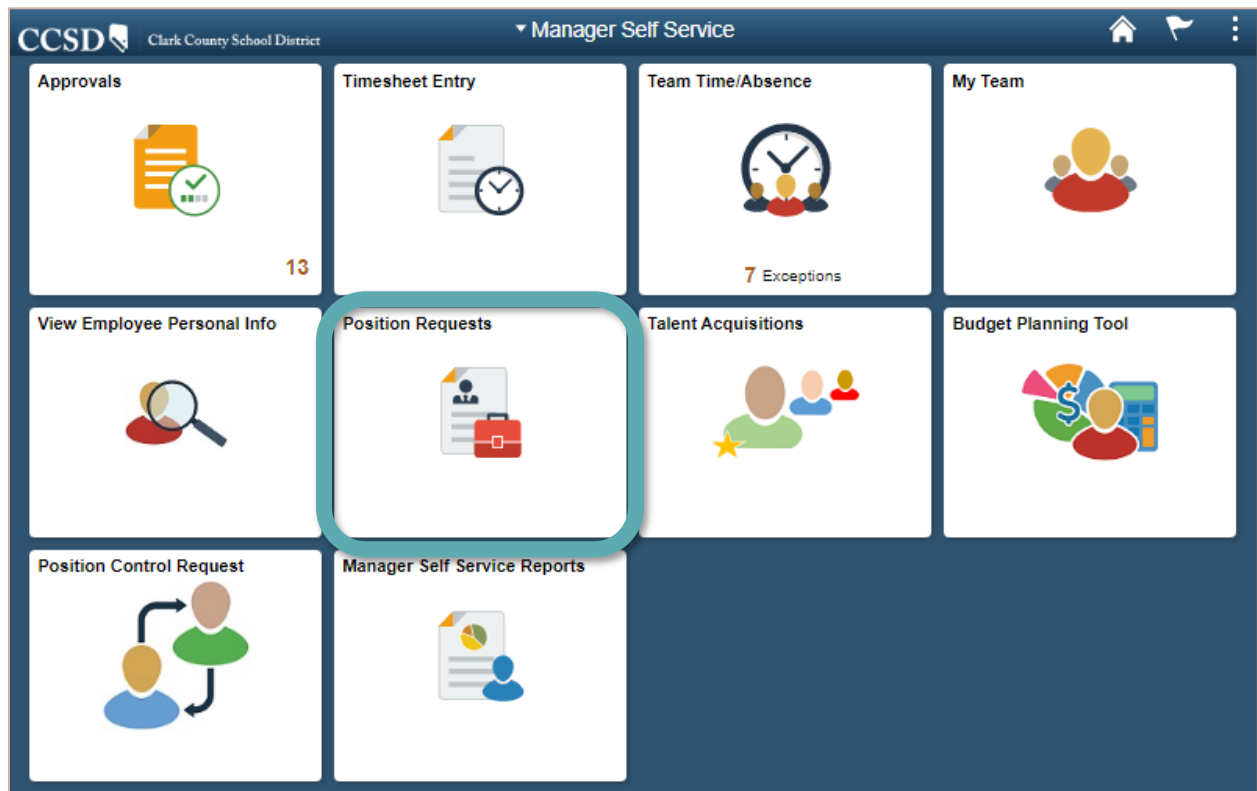 CCSD Clark County School District
Manager Self Service
Approvals
Timesheet Entry
Team Time/Absence
My Team
13
7 Exceptions
View Employee Personal Info
Position Requests
Talent Acquisitions
Budget Planning Tool
$
Position Control Request
Manager Self Service Reports